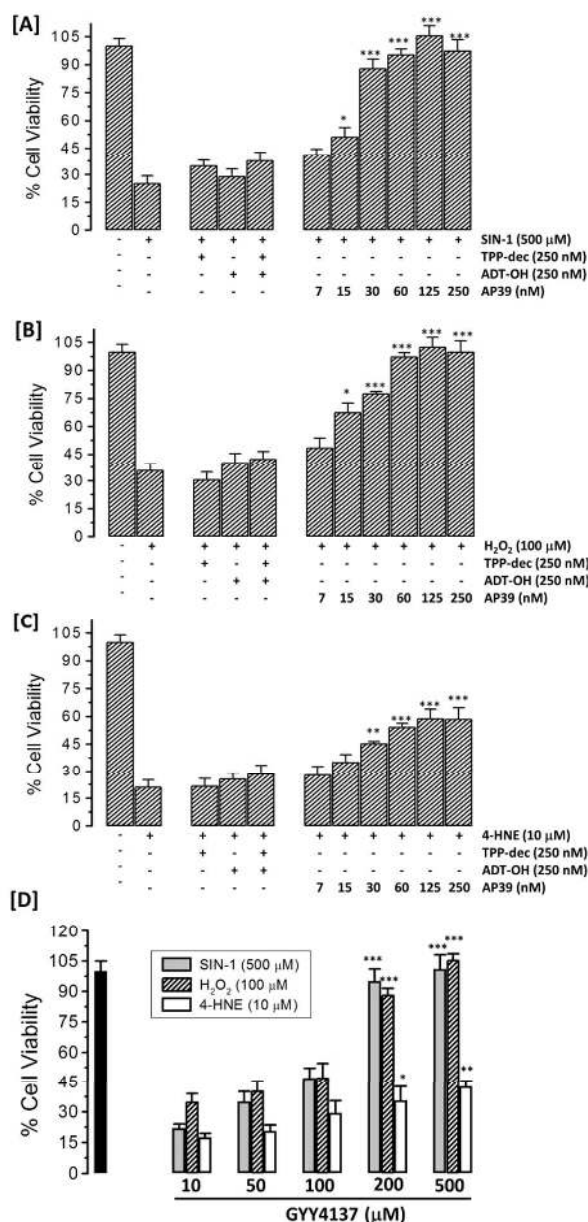 [A]
105
90
75
60
45
30
15
0
% Cell Viability
* *** *** *** ***
- + + + + + + + + + + SIN-1 (500 μM)
- - + - + - - - - - - TPP-dec (250 nM)
- - - + + - - - - - - ADT-OH (250 nM)
- - - - - 7 15 30 60 125 250 AP39 (nM)
[B]
105
90
75
60
45
30
15
0
% Cell Viability
* *** *** *** ***
- + + + + + + + + + + H₂O₂ (100 μM)
- - + - + - - - - - - TPP-dec (250 nM)
- - - + + - - - - - - ADT-OH (250 nM)
- - - - - 7 15 30 60 125 250 AP39 (nM)
[C]
105
90
75
60
45
30
15
0
% Cell Viability
** *** *** ***
- + + + + + + + + + + 4-HNE (10 μM)
- - + - + - - - - - - TPP-dec (250 nM)
- - - + + - - - - - - ADT-OH (250 nM)
- - - - - 7 15 30 60 125 250 AP39 (nM)
[D]
120
105
90
75
60
45
30
15
0
% Cell Viability
SIN-1 (500 μM)
H₂O₂ (100 μM
4-HNE (10 μM)
*** *** * *** *** **
10 50 100 200 500
GYY4137 (μM)